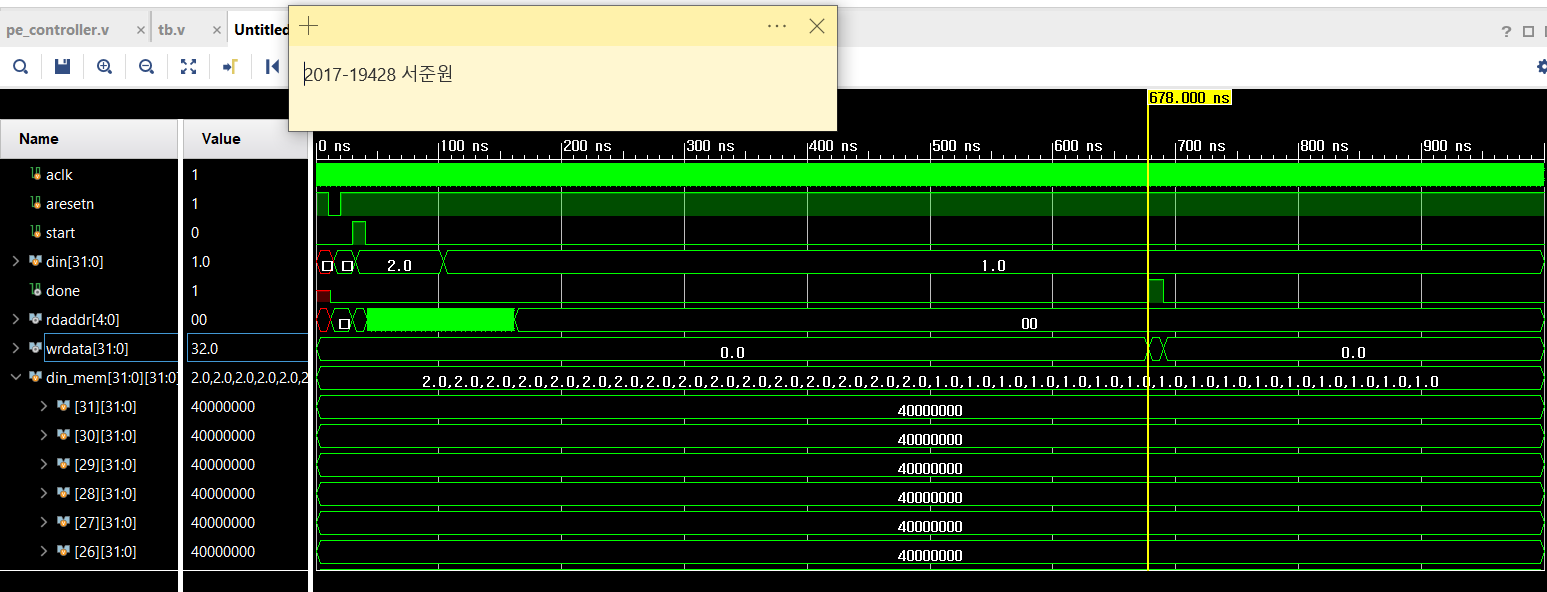 pe_controller.v × tb.v × Untitled
2017-19428 서준원
678.000 ns
Name Value
0 ns 100 ns 200 ns 300 ns 400 ns 500 ns 600 ns 700 ns 800 ns 900 ns
aclk 1
aresetn 1
start 0
din[31:0] 1.0 2.0 1.0
done 1
rdaddr[4:0] 00 00
wrdata[31:0] 32.0 0.0 0.0
din_mem[31:0][31:0] 2.0,2.0,2.0,2.0,2.0,2 2.0,2.0,2.0,2.0,2.0,2.0,2.0,2.0,2.0,2.0,2.0,2.0,2.0,2.0,2.0,2.0,1.0,1.0,1.0,1.0,1.0,1.0,1.0,1.0,1.0,1.0,1.0,1.0,1.0,1.0,1.0,1.0
[31][31:0] 40000000 40000000
[30][31:0] 40000000 40000000
[29][31:0] 40000000 40000000
[28][31:0] 40000000 40000000
[27][31:0] 40000000 40000000
[26][31:0] 40000000 40000000